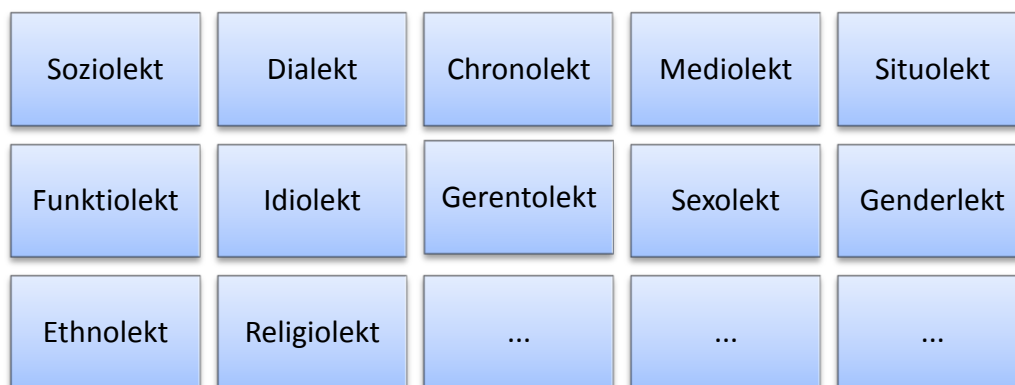 Soziolekt
Dialekt
Chronolekt
Mediolekt
Situolekt
Funktiolekt
Idiolekt
Gerentolekt
Sexolekt
Genderlekt
Ethnolekt
Religiolekt
...
...
...